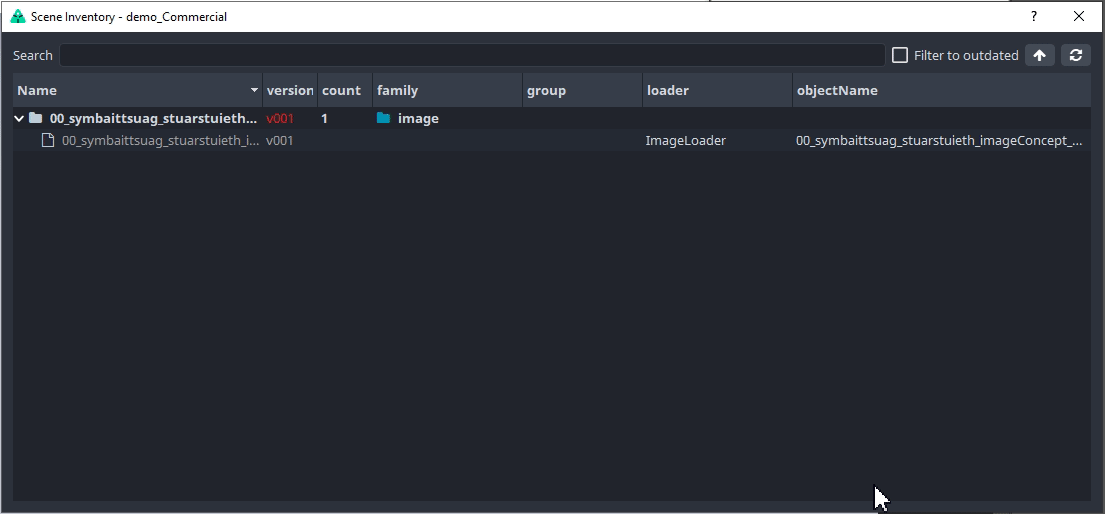 Scene Inventory - demo_Commercial
?
Search
Filter to outdated
Name version count family group loader objectName
00_symbaittsuag_stuarstuieth... v001 1 image
00_symbaittsuag_stuarstuieth_i... v001 ImageLoader 00_symbaittsuag_stuarstuieth_imageConcept_...